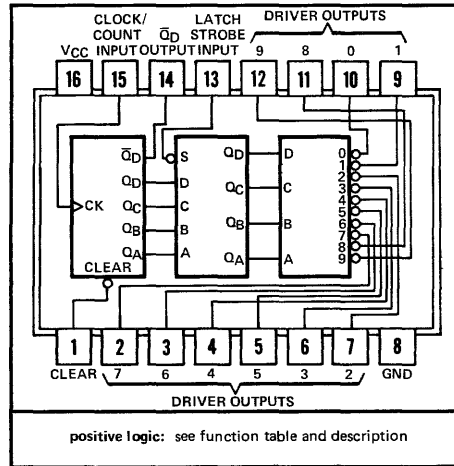 DRIVER OUTPUTS
CLOCK/ COUNT INPUT
Q̅D OUTPUT
LATCH STROBE INPUT
VCC 9 8 0 1
16 15 14 13 12 11 10 9
Q̅D S QD D 0
QD D QC C 1
CK QC C 2
QB B QB B 3
QA A QA A 4
CLEAR 5
6
7
8
9
1 2 3 4 5 6 7 8
CLEAR 7 6 4 5 3 2 GND
DRIVER OUTPUTS
positive logic: see function table and description